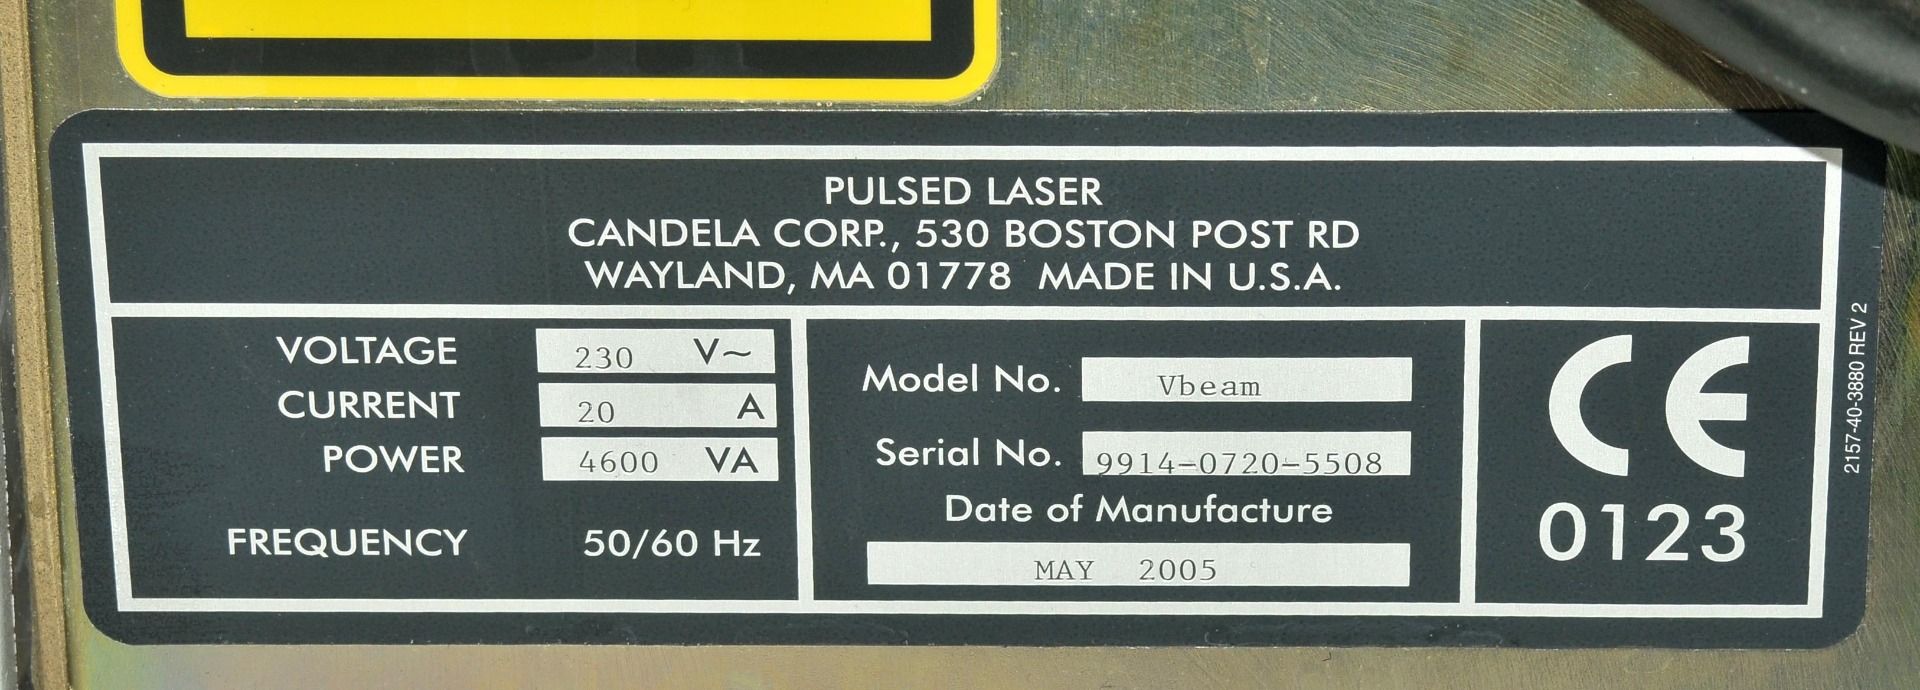 PULSED LASER
CANDELA CORP., 530 BOSTON POST RD
WAYLAND, MA 01778 MADE IN U.S.A.
VOLTAGE 230 V~
CURRENT 20 A
POWER 4600 VA
FREQUENCY 50/60 Hz
Model No. Vbeam
Serial No. 9914-0720-5508
Date of Manufacture
MAY 2005
CE
0123
2157-40-3880 REV 2